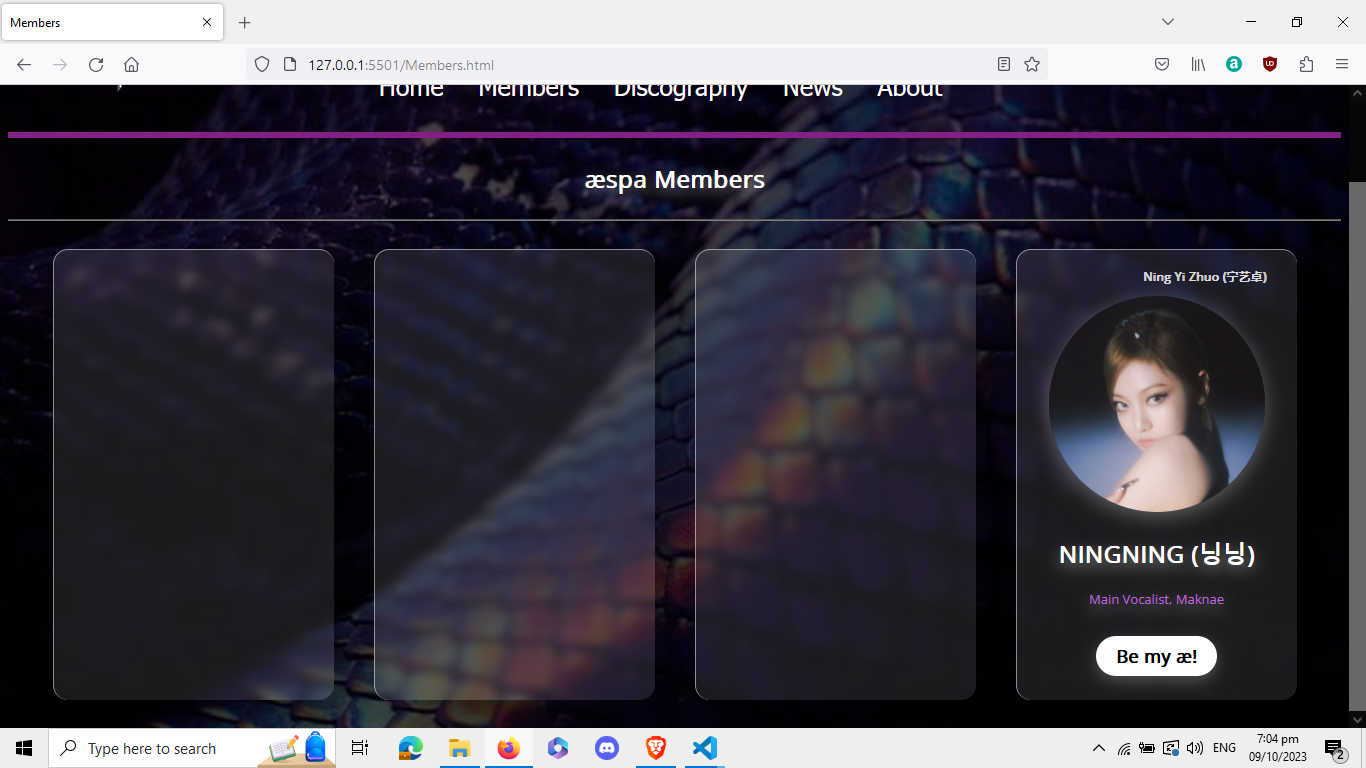 Members
127.0.0.1:5501/Members.html
Home Members Discography News About
æspa Members
Ning Yi Zhuo (宁艺卓)
NINGNING (닝닝)
Main Vocalist, Maknae
Be my æ!
Type here to search
ENG
7:04 pm
09/10/2023
2